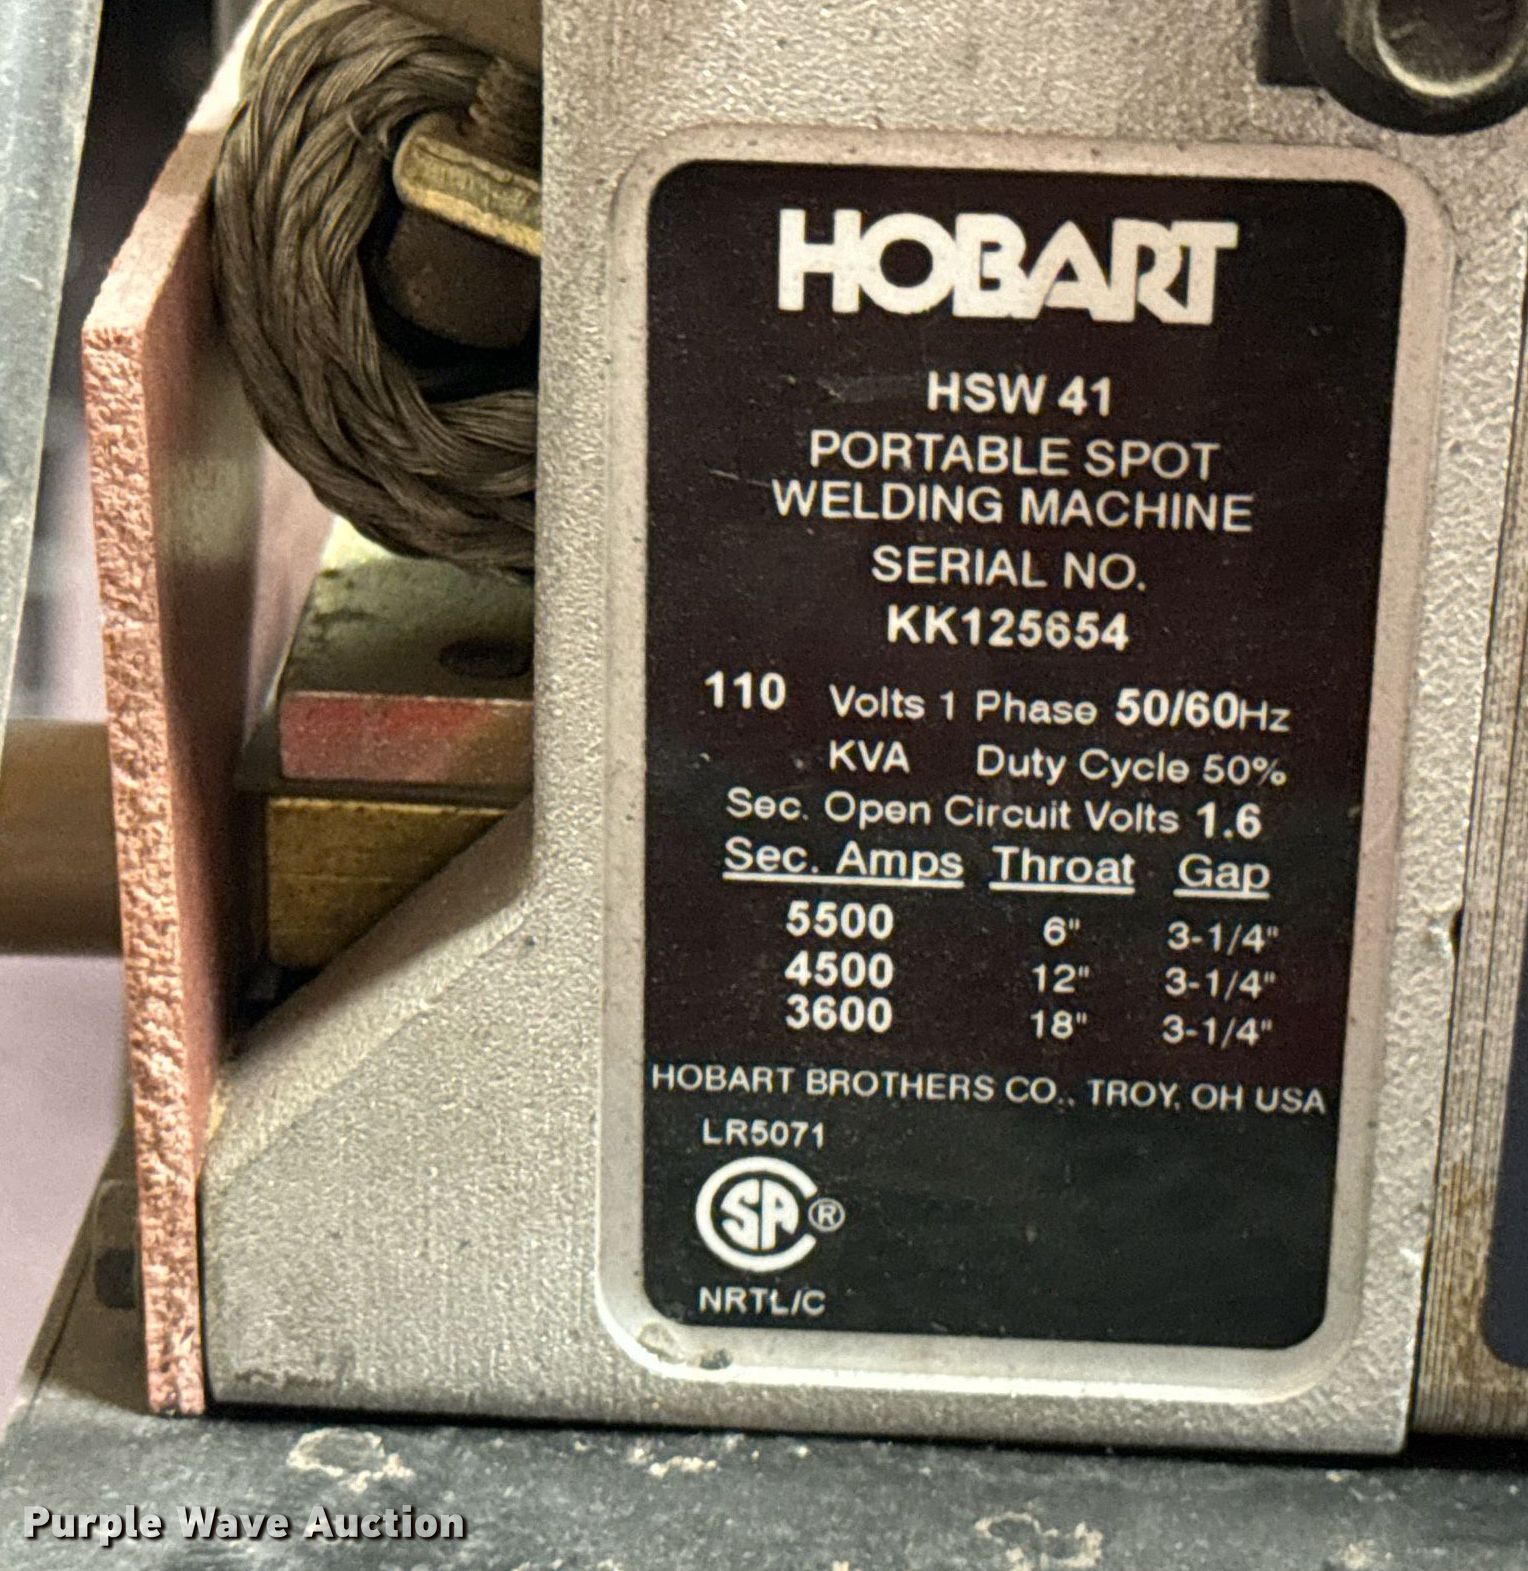 HOBART
HSW 41
PORTABLE SPOT
WELDING MACHINE
SERIAL NO.
KK125654
110 Volts 1 Phase 50/60Hz
KVA Duty Cycle 50%
Sec. Open Circuit Volts 1.6
Sec. Amps Throat Gap
5500 6" 3-1/4"
4500 12" 3-1/4"
3600 18" 3-1/4"
HOBART BROTHERS CO., TROY, OH USA
LR5071
SA®
NRTL/C
Purple Wave Auction